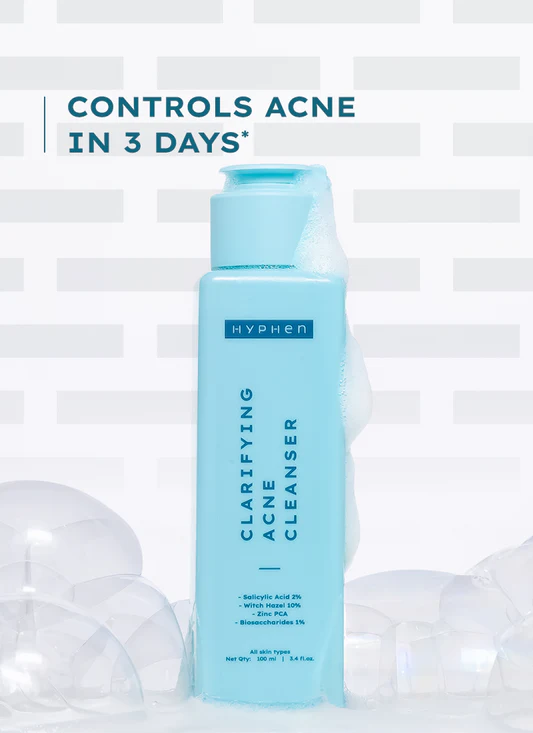 CONTROLS ACNE
IN 3 DAYS*
HYPHEN
CLARIFYING
ACNE
CLEANSER
- Salicylic Acid 2%
- Witch Hazel 10%
- Zinc PCA
- Biosaccharides 1%
All skin types
Net Qty: 100 ml | 3.4 fl.oz.